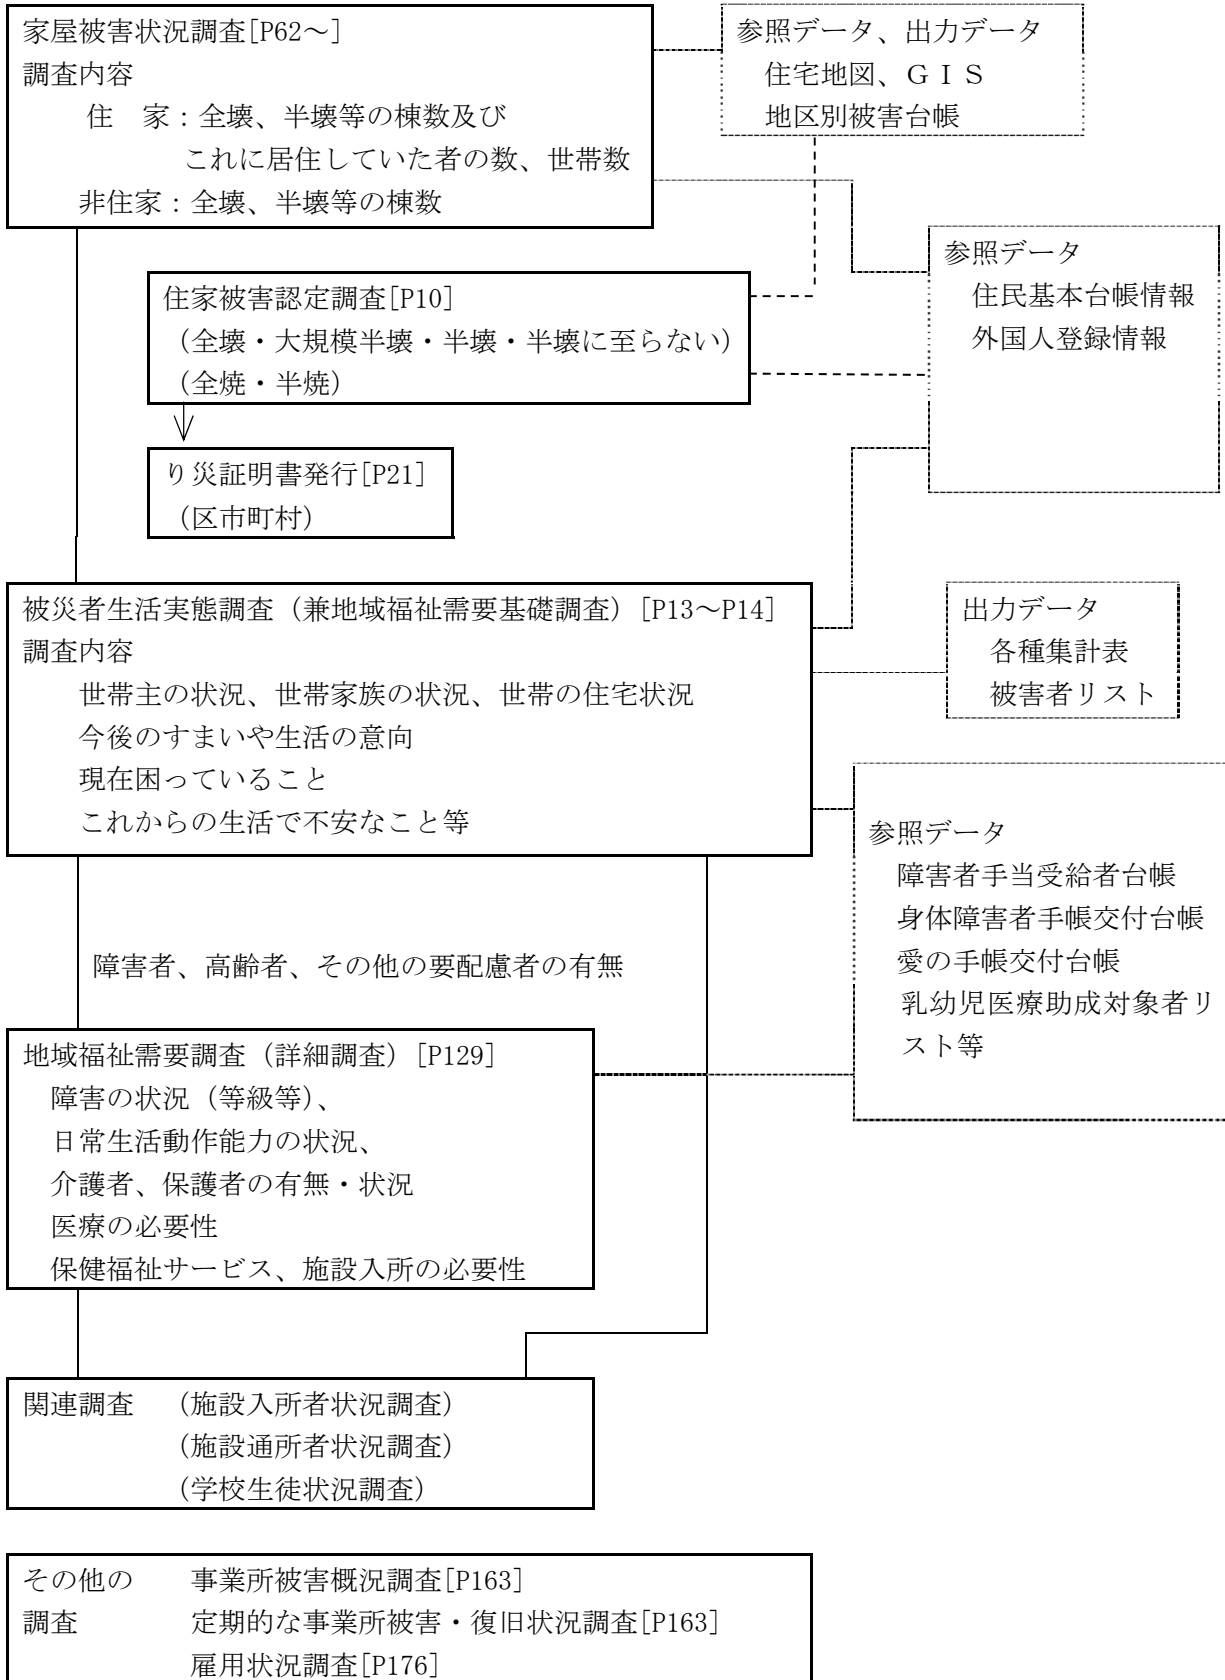 家屋被害状況調査[P62～]
調査内容
住　家：全壊、半壊等の棟数及び
これに居住していた者の数、世帯数
非住家：全壊、半壊等の棟数
参照データ、出力データ
住宅地図、ＧＩＳ
地区別被害台帳
参照データ
住民基本台帳情報
外国人登録情報
住家被害認定調査[P10]
（全壊・大規模半壊・半壊・半壊に至らない）
（全焼・半焼）
り災証明書発行[P21]
（区市町村）
被災者生活実態調査（兼地域福祉需要基礎調査）[P13～P14]
調査内容
世帯主の状況、世帯家族の状況、世帯の住宅状況
今後のすまいや生活の意向
現在困っていること
これからの生活で不安なこと等
出力データ
各種集計表
被害者リスト
参照データ
障害者手当受給者台帳
身体障害者手帳交付台帳
愛の手帳交付台帳
乳幼児医療助成対象者リ
スト等
障害者、高齢者、その他の要配慮者の有無
地域福祉需要調査（詳細調査）[P129]
障害の状況（等級等）、
日常生活動作能力の状況、
介護者、保護者の有無・状況
医療の必要性
保健福祉サービス、施設入所の必要性
関連調査　（施設入所者状況調査）
（施設通所者状況調査）
（学校生徒状況調査）
その他の　　事業所被害概況調査[P163]
調査　　　　定期的な事業所被害・復旧状況調査[P163]
雇用状況調査[P176]